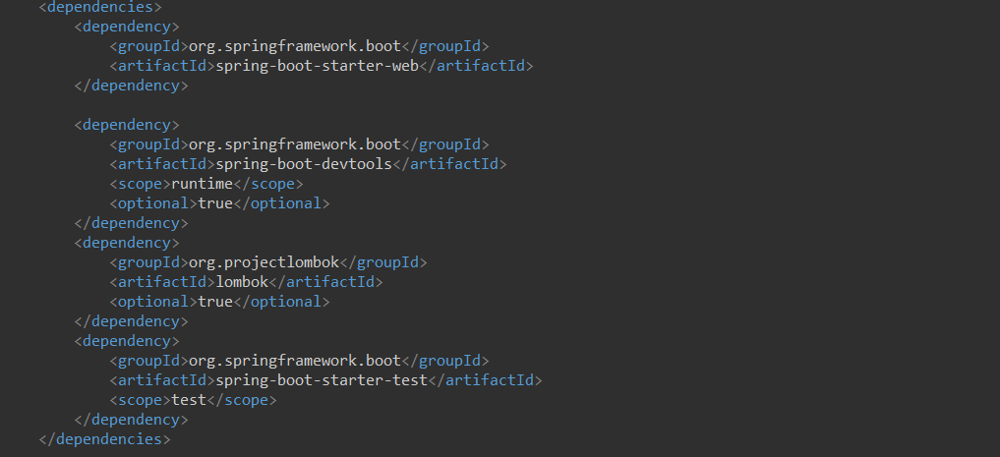 <dependencies>
<dependency>
<groupId>org.springframework.boot</groupId>
<artifactId>spring-boot-starter-web</artifactId>
</dependency>
<dependency>
<groupId>org.springframework.boot</groupId>
<artifactId>spring-boot-devtools</artifactId>
<scope>runtime</scope>
<optional>true</optional>
</dependency>
<dependency>
<groupId>org.projectlombok</groupId>
<artifactId>lombok</artifactId>
<optional>true</optional>
</dependency>
<dependency>
<groupId>org.springframework.boot</groupId>
<artifactId>spring-boot-starter-test</artifactId>
<scope>test</scope>
</dependency>
</dependencies>